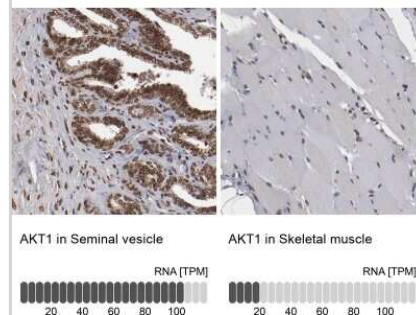 AKT1 in Seminal vesicle
RNA [TPM]
20 40 60 80 100
AKT1 in Skeletal muscle
RNA [TPM]
20 40 60 80 100